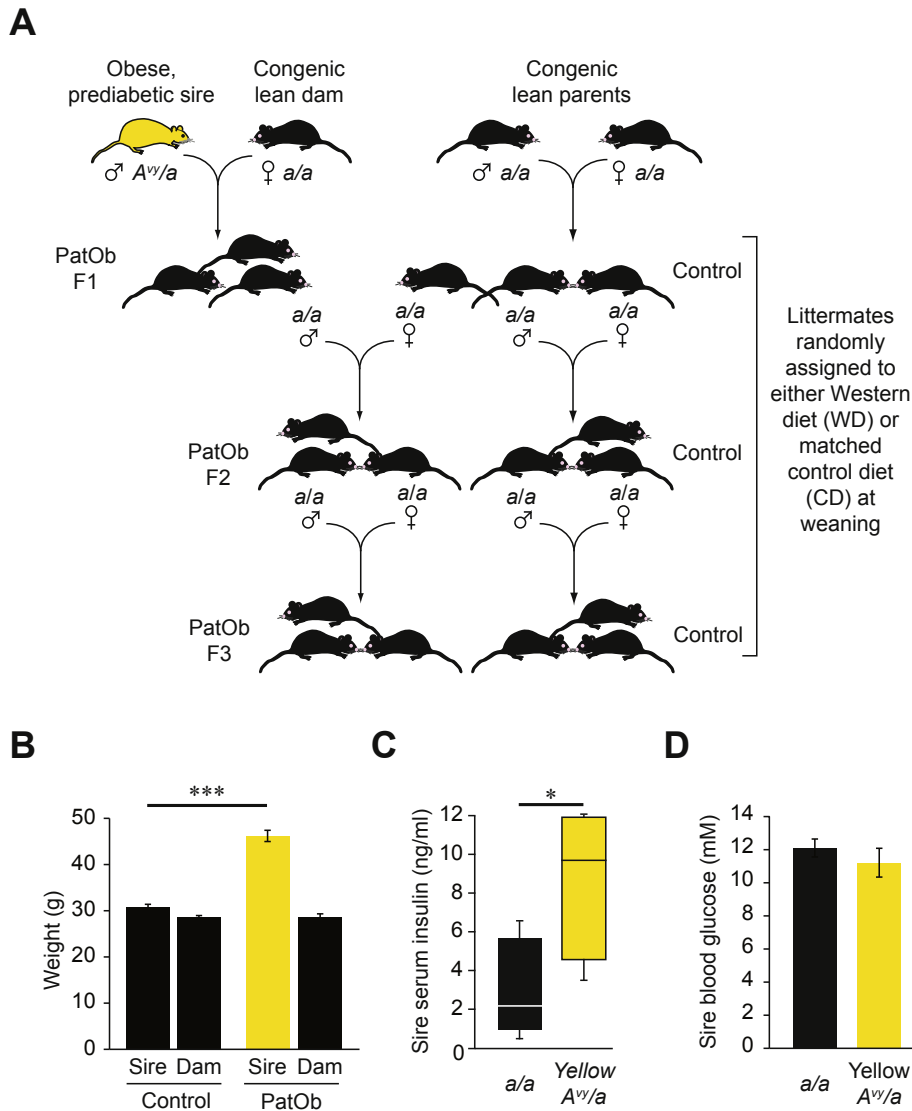 A
Obese,
prediabetic sire
Congenic
lean dam
Congenic
lean parents
♂ Aᵛʸ/a
♀ a/a
♂ a/a
♀ a/a
PatOb
F1
Control
a/a
♂
a/a
♀
a/a
♂
a/a
♀
PatOb
F2
Control
a/a
♂
a/a
♀
a/a
♂
a/a
♀
PatOb
F3
Control
Littermates
randomly
assigned to
either Western
diet (WD) or
matched
control diet
(CD) at
weaning
B
Weight (g)
50
40
30
20
10
0
***
Sire Dam Sire Dam
Control PatOb
C
Sire serum insulin (ng/ml)
12
10
8
6
4
2
0
*
a/a
Yellow
Aᵛʸ/a
D
Sire blood glucose (mM)
14
12
10
8
6
4
2
0
a/a
Yellow
Aᵛʸ/a